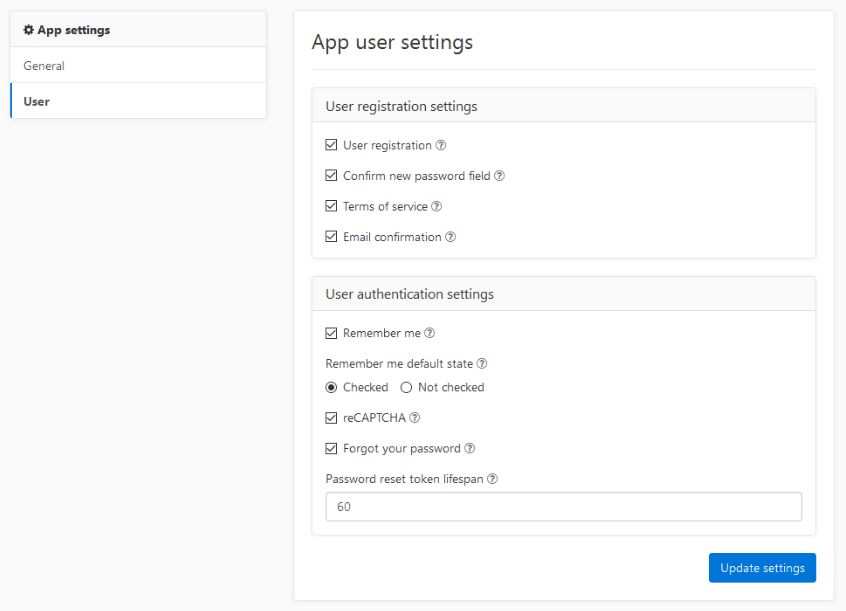 App settings
General
User
App user settings
User registration settings
User registration
Confirm new password field
Terms of service
Email confirmation
User authentication settings
Remember me
Remember me default state
Checked Not checked
reCAPTCHA
Forgot your password
Password reset token lifespan
60
Update settings